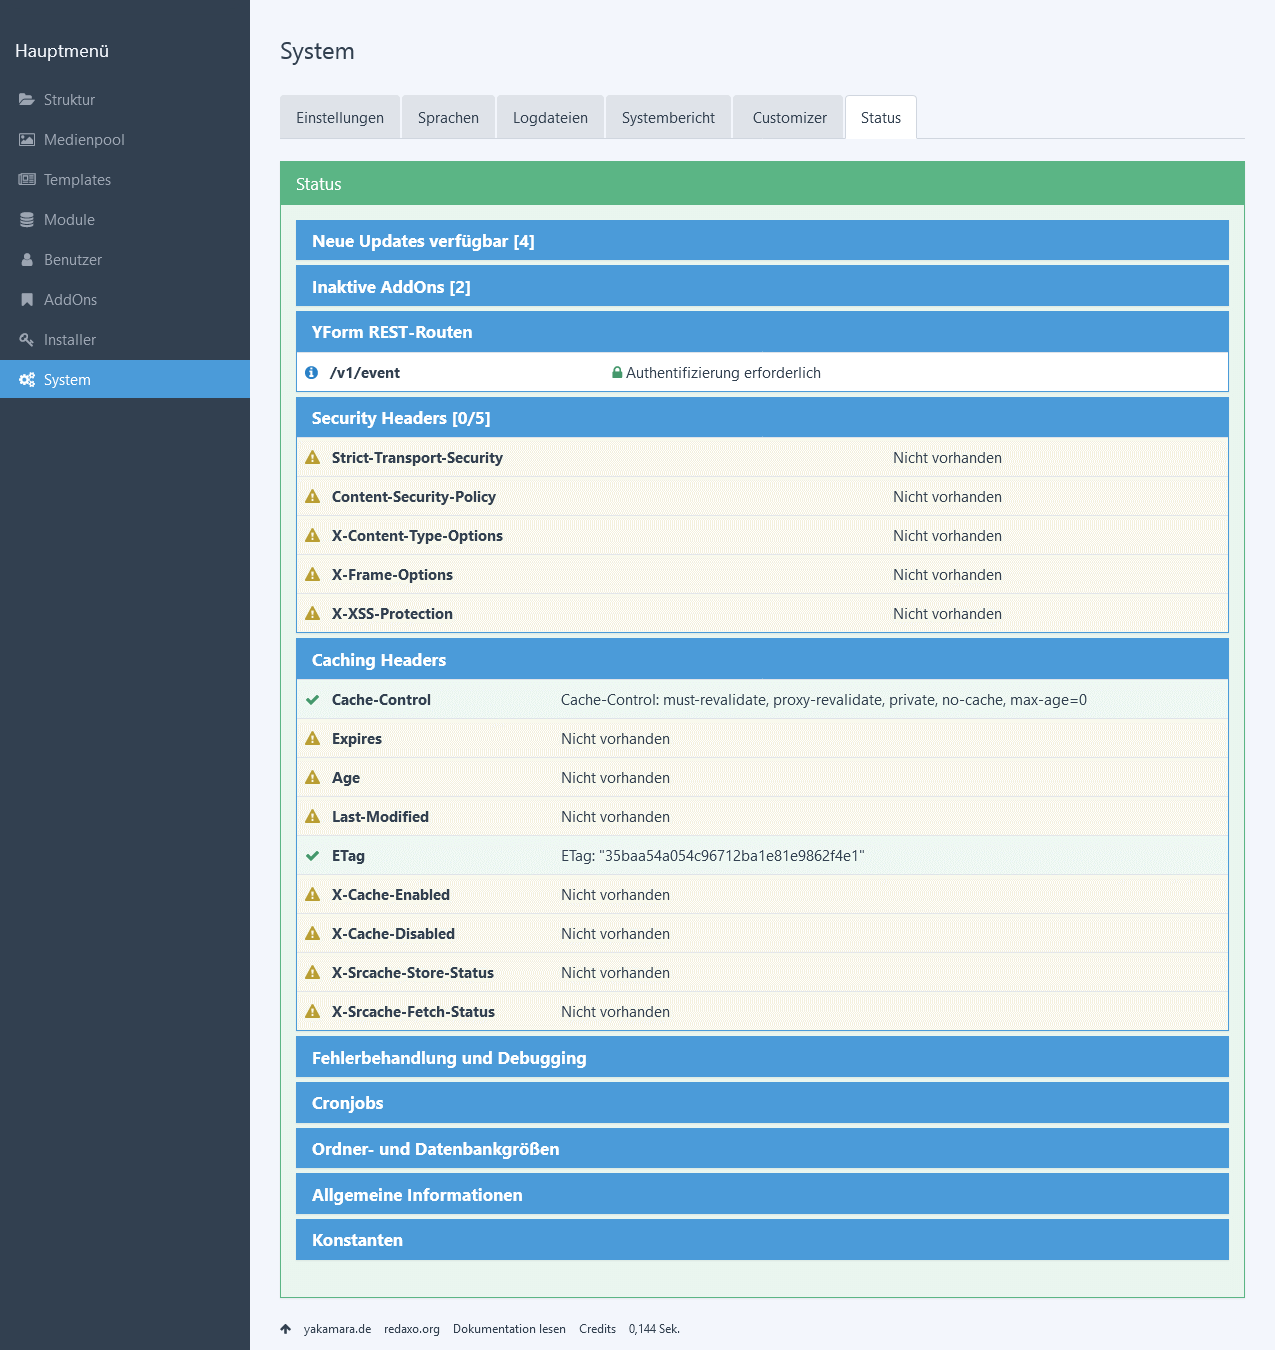 Hauptmenü
Struktur
Medienpool
Templates
Module
Benutzer
AddOns
Installer
System
System
Einstellungen
Sprachen
Logdateien
Systembericht
Customizer
Status
Status
Neue Updates verfügbar [4]
Inaktive AddOns [2]
YForm REST-Routen
/v1/event Authentifizierung erforderlich
Security Headers [0/5]
Strict-Transport-Security Nicht vorhanden
Content-Security-Policy Nicht vorhanden
X-Content-Type-Options Nicht vorhanden
X-Frame-Options Nicht vorhanden
X-XSS-Protection Nicht vorhanden
Caching Headers
Cache-Control Cache-Control: must-revalidate, proxy-revalidate, private, no-cache, max-age=0
Expires Nicht vorhanden
Age Nicht vorhanden
Last-Modified Nicht vorhanden
ETag ETag: "35baa54a054c96712ba1e81e9862f4e1"
X-Cache-Enabled Nicht vorhanden
X-Cache-Disabled Nicht vorhanden
X-Srcache-Store-Status Nicht vorhanden
X-Srcache-Fetch-Status Nicht vorhanden
Fehlerbehandlung und Debugging
Cronjobs
Ordner- und Datenbankgrößen
Allgemeine Informationen
Konstanten
yakamara.de redaxo.org Dokumentation lesen Credits 0,144 Sek.